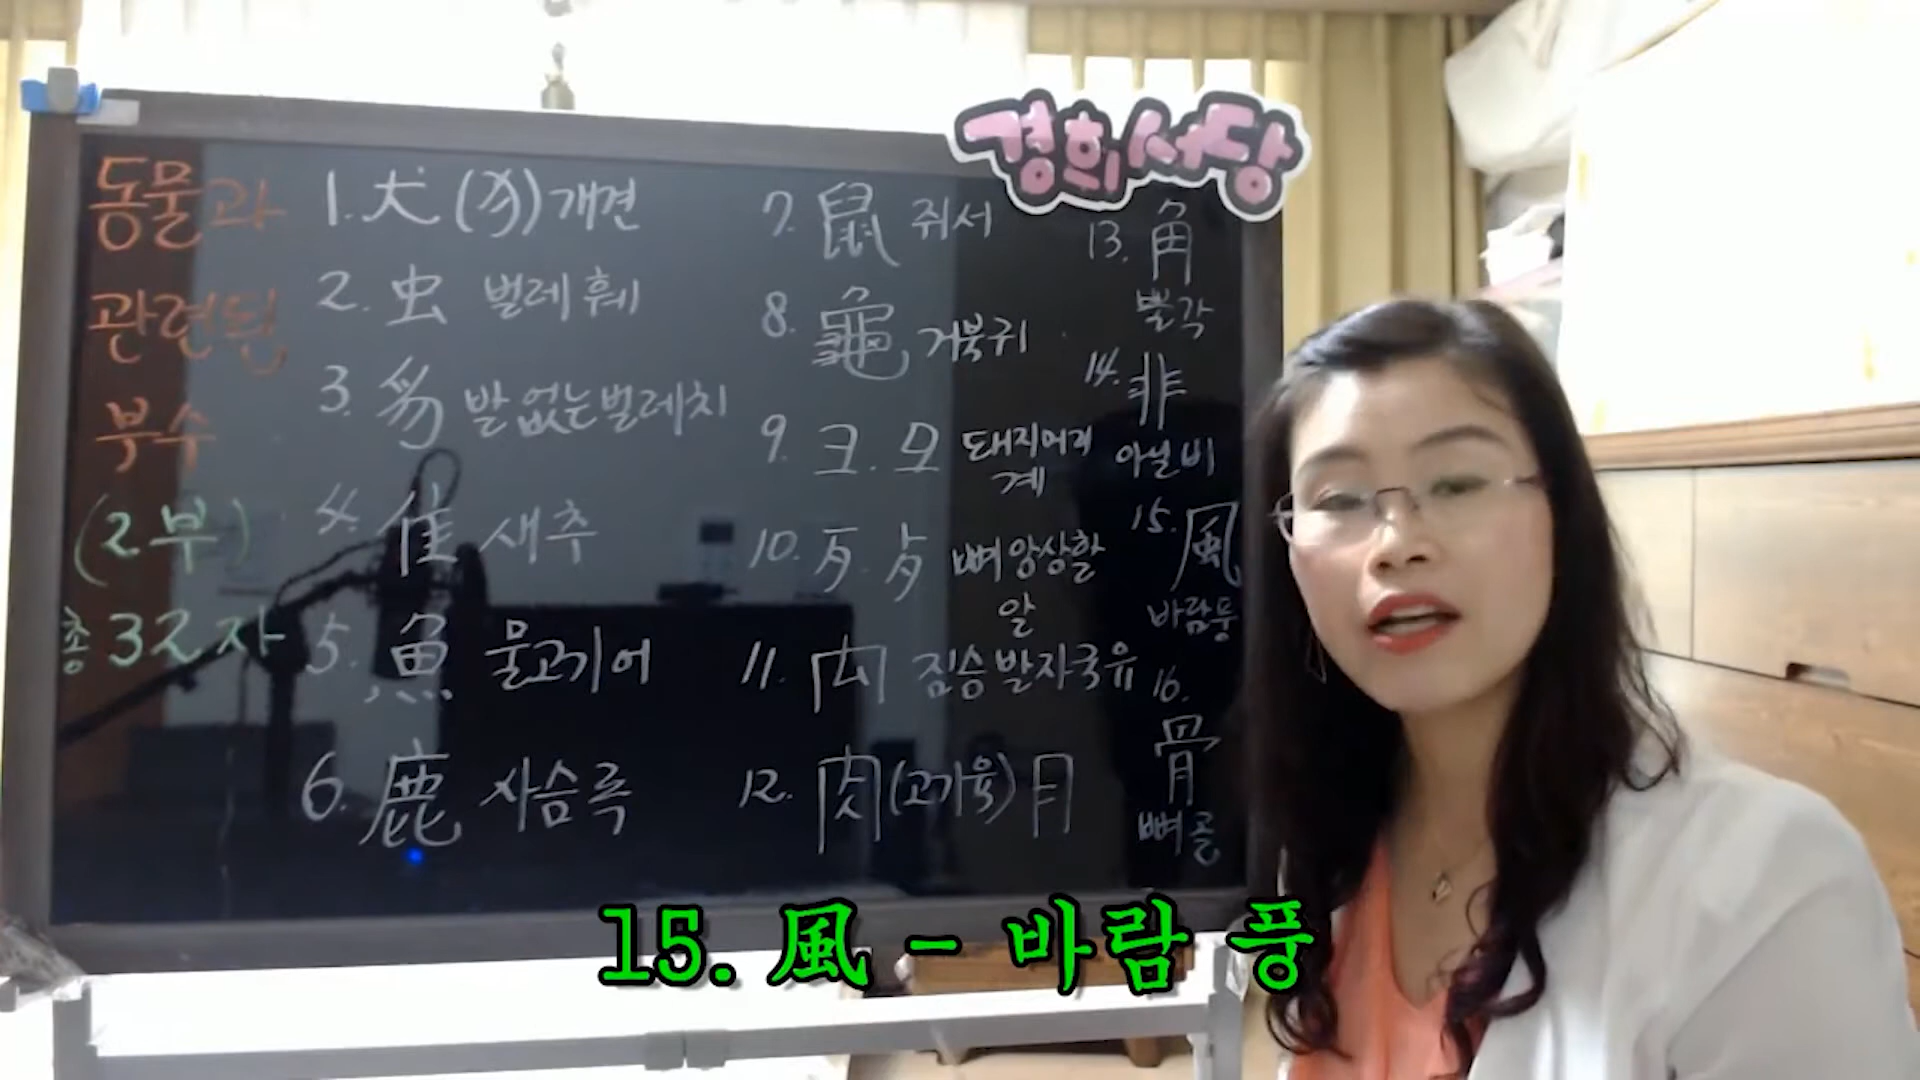 경희서당
동물과
관련된
부수
(2부)
총 32자
1. 犬 (犭) 개견
2. 虫 벌레 훼
3. 豸 발 없는 벌레 치
4. 隹 새 추
5. 魚 물고기 어
6. 鹿 사슴 록
7. 鼠 쥐서
8. 龜 거북 귀
9. 彐. 彑 돼지머리
계
10. 歹. 歺 뼈 앙상할
알
11. 禸 짐승 발자국 유
12. 肉 (고기 육) 月
13. 角
뿔각
14. 非
아닐 비
15. 風
바람 풍
16.
骨
뼈 골
15. 風 - 바람 풍